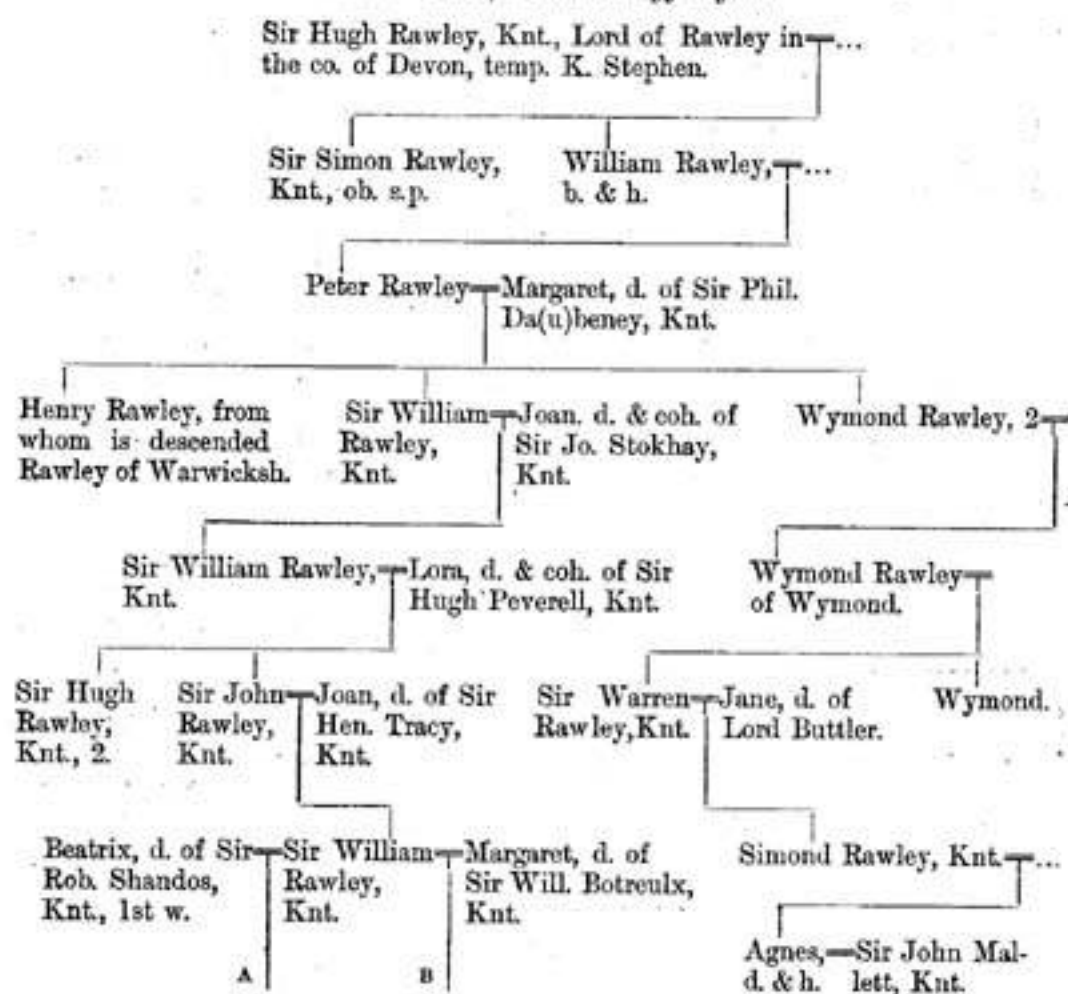 Sir Hugh Rawley, Knt., Lord of Rawley in ...
the co. of Devon, temp. K. Stephen.
Sir Simon Rawley,
Knt., ob. s.p.
William Rawley, ...
b. & h.
Peter Rawley
Margaret, d. of Sir Phil.
Da(u)beney, Knt.
Henry Rawley, from
whom is descended
Rawley of Warwicksh.
Sir William
Rawley,
Knt.
Joan. d. & coh. of
Sir Jo. Stokhay,
Knt.
Wymond Rawley, 2
Sir William Rawley,
Knt.
Lora, d. & coh. of Sir
Hugh Peverell, Knt.
Wymond Rawley
of Wymond.
Sir Hugh
Rawley,
Knt., 2.
Sir John
Rawley,
Knt.
Joan, d. of Sir
Hen. Tracy,
Knt.
Sir Warren
Rawley, Knt.
Jane, d. of
Lord Buttler.
Wymond.
Beatrix, d. of Sir
Rob. Shandos,
Knt., 1st w.
Sir William
Rawley,
Knt.
Margaret, d. of
Sir Will. Botreulx,
Knt.
Simond Rawley, Knt. ...
A
B
Agnes,
d. & h.
Sir John Mal-
lett, Knt.